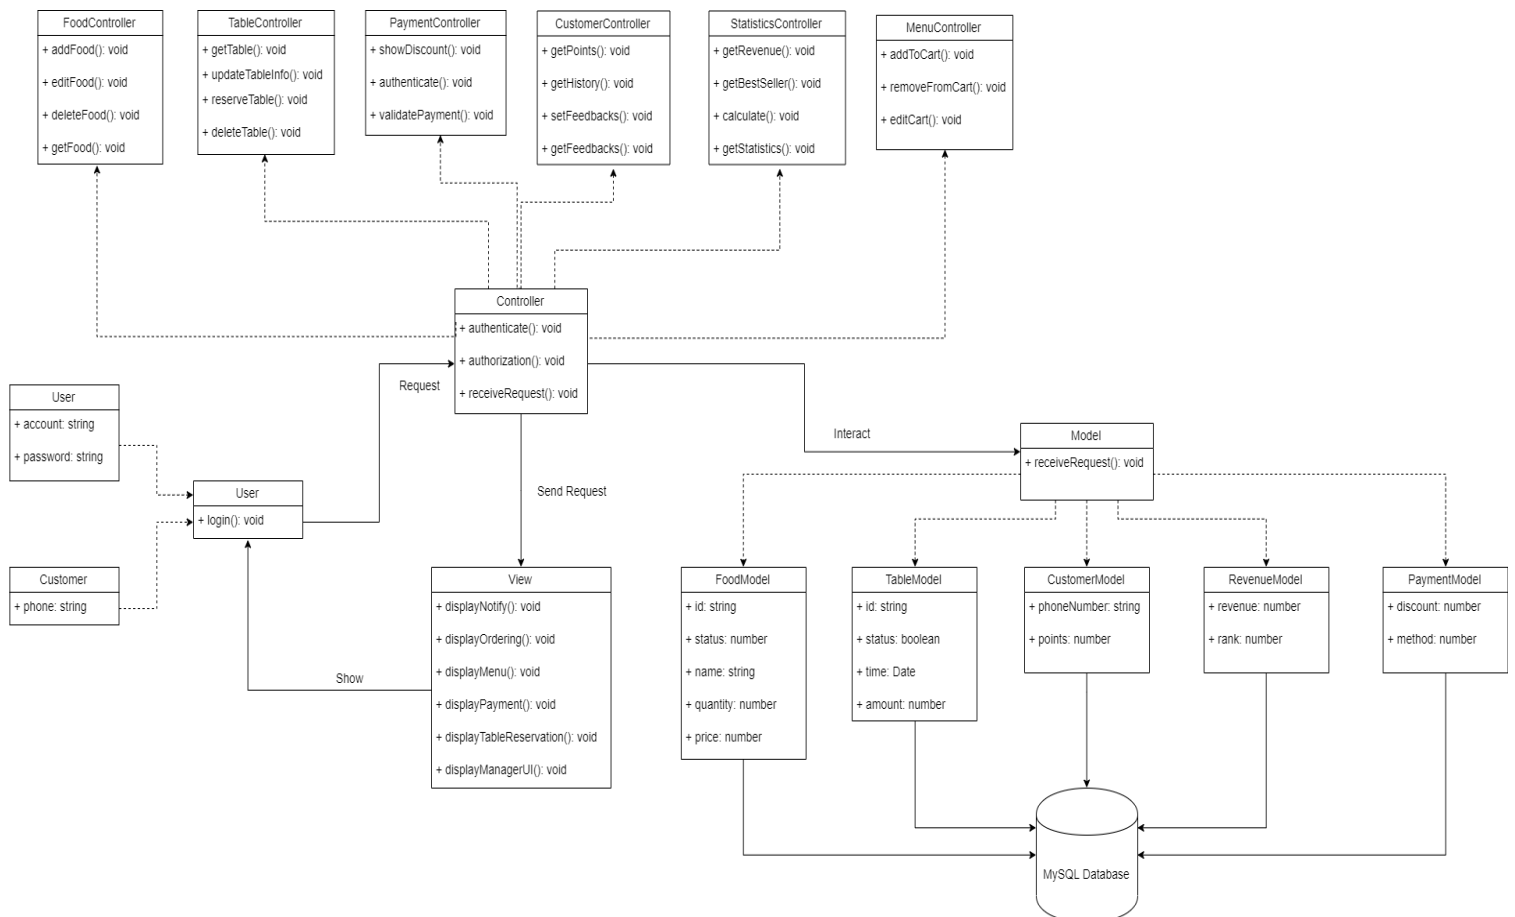 FoodController
+ addFood(): void
+ editFood(): void
+ deleteFood(): void
+ getFood(): void
TableController
+ getTable(): void
+ updateTableInfo(): void
+ reserveTable(): void
+ deleteTable(): void
PaymentController
+ showDiscount(): void
+ authenticate(): void
+ validatePayment(): void
CustomerController
+ getPoints(): void
+ getHistory(): void
+ setFeedbacks(): void
+ getFeedbacks(): void
StatisticsController
+ getRevenue(): void
+ getBestSeller(): void
+ calculate(): void
+ getStatistics(): void
MenuController
+ addToCart(): void
+ removeFromCart(): void
+ editCart(): void
Controller
+ authenticate(): void
+ authorization(): void
+ receiveRequest(): void
Request
User
+ account: string
+ password: string
Interact
Model
+ receiveRequest(): void
User
+ login(): void
Send Request
Customer
+ phone: string
Show
View
+ displayNotify(): void
+ displayOrdering(): void
+ displayMenu(): void
+ displayPayment(): void
+ displayTableReservation(): void
+ displayManagerUI(): void
FoodModel
+ id: string
+ status: number
+ name: string
+ quantity: number
+ price: number
TableModel
+ id: string
+ status: boolean
+ time: Date
+ amount: number
CustomerModel
+ phoneNumber: string
+ points: number
RevenueModel
+ revenue: number
+ rank: number
PaymentModel
+ discount: number
+ method: number
MySQL Database